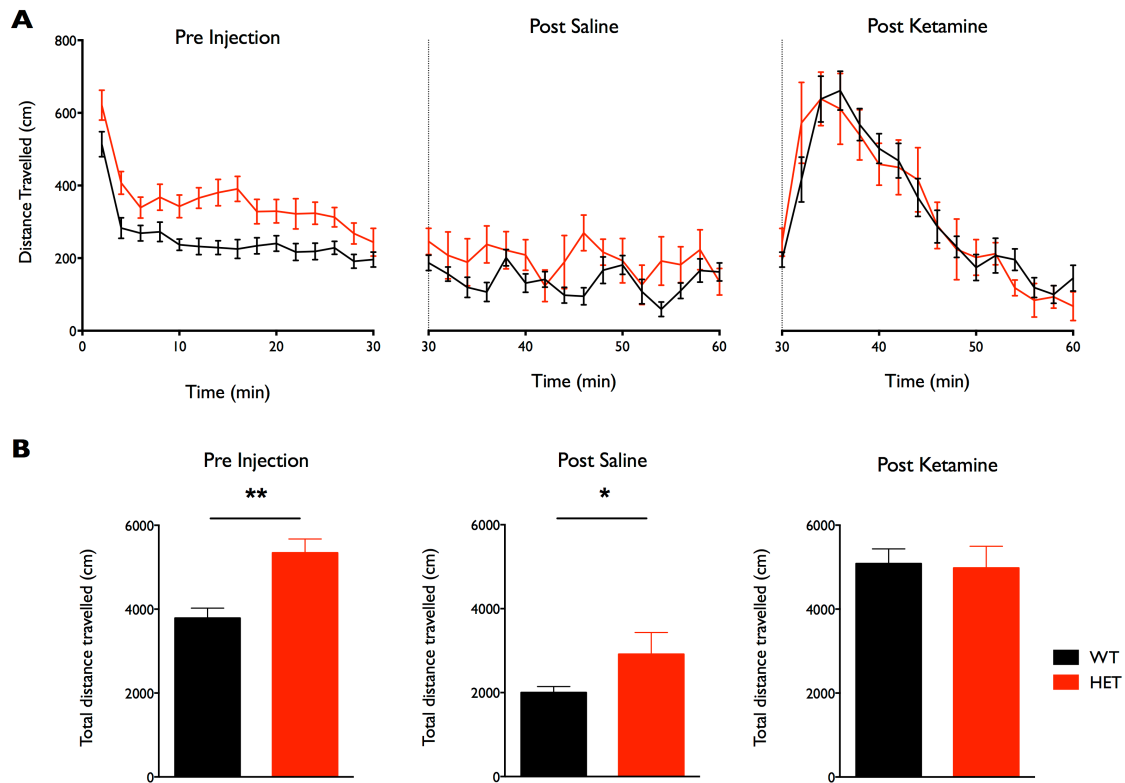 A
Pre Injection
Post Saline
Post Ketamine
Distance Travelled (cm)
800
600
400
200
0
0 10 20 30
30 40 50 60
30 40 50 60
Time (min)
Time (min)
Time (min)
B
Pre Injection
Post Saline
Post Ketamine
**
*
Total distance travelled (cm)
6000
4000
2000
0
Total distance travelled (cm)
6000
4000
2000
0
Total distance travelled (cm)
6000
4000
2000
0
WT
HET